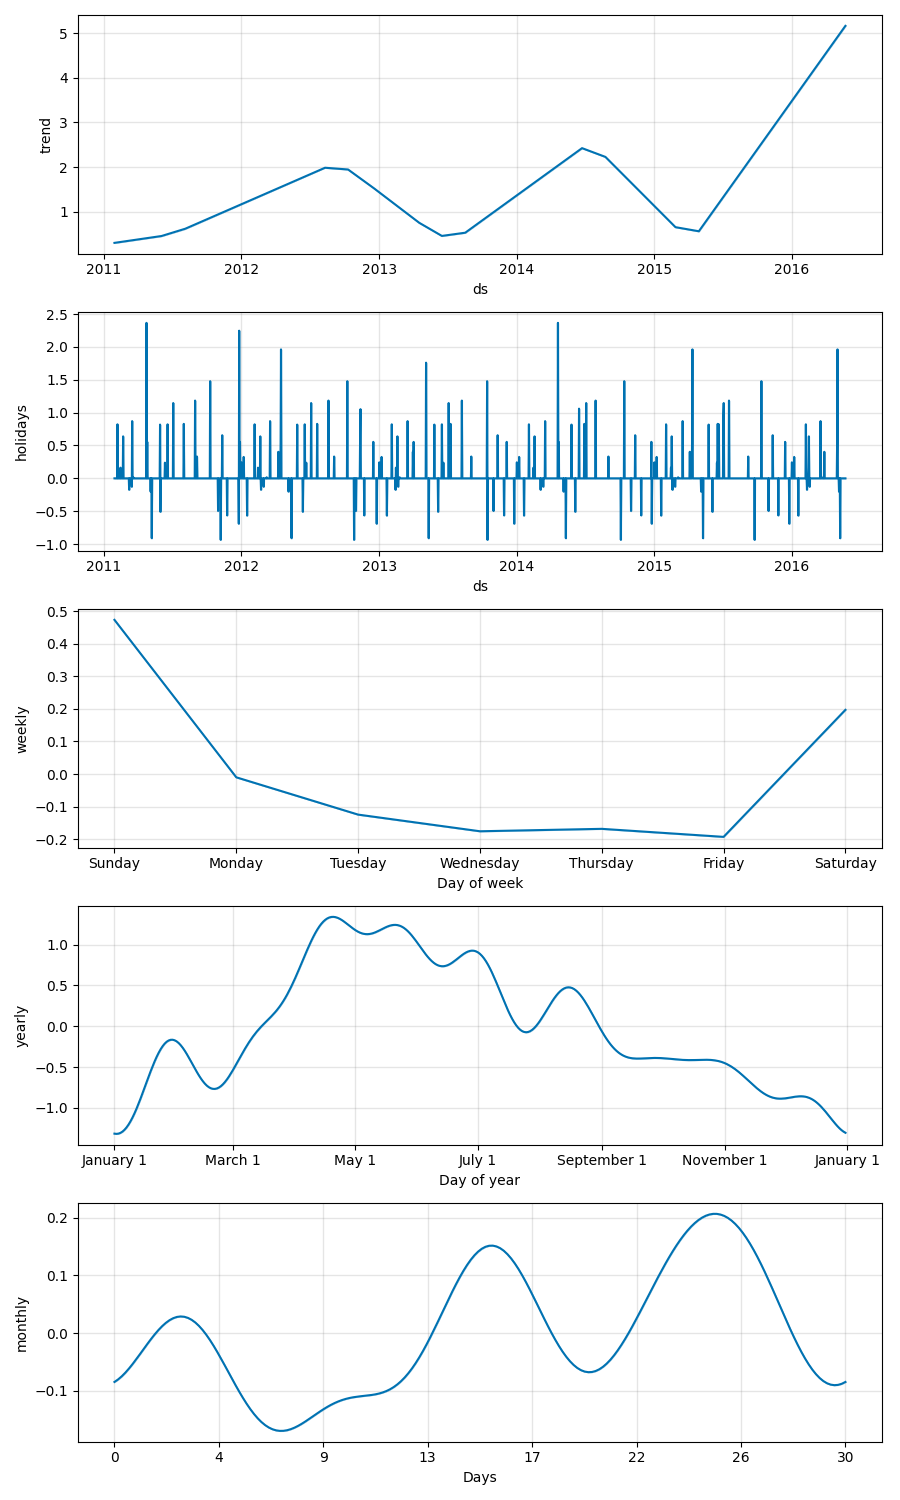 5
4
3
2
1
trend
2011 2012 2013 2014 2015 2016
ds
2.5
2.0
1.5
1.0
0.5
0.0
−0.5
−1.0
holidays
2011 2012 2013 2014 2015 2016
ds
0.5
0.4
0.3
0.2
0.1
0.0
−0.1
−0.2
weekly
Sunday Monday Tuesday Wednesday Thursday Friday Saturday
Day of week
1.0
0.5
0.0
−0.5
−1.0
yearly
January 1 March 1 May 1 July 1 September 1 November 1 January 1
Day of year
0.2
0.1
0.0
−0.1
monthly
0 4 9 13 17 22 26 30
Days